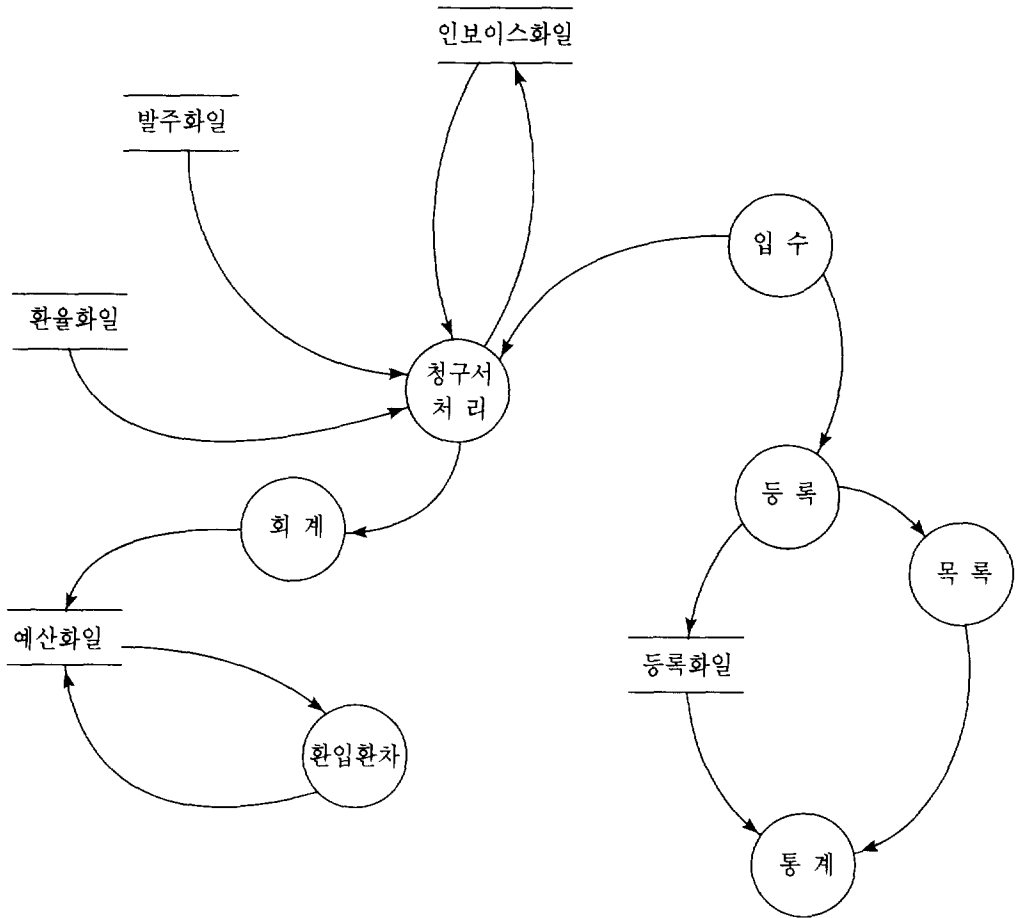 인보이스화일
발주화일
입 수
환율화일
청구서
처 리
등 록
회 계
목 록
예산화일
등록화일
환입환차
통 계